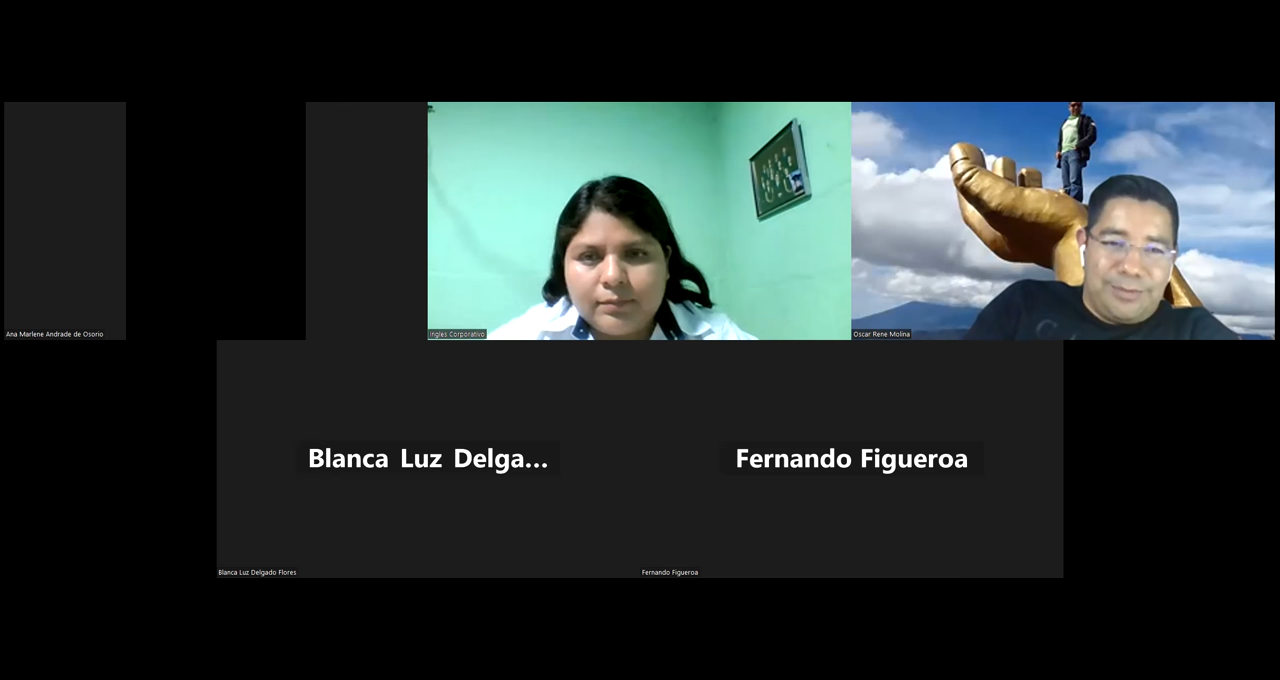 Ana Marlene Andrade de Osorio
Ingles Corporativo
Oscar Rene Molina
Blanca Luz Delga...
Fernando Figueroa
Blanca Luz Delgado Flores
Fernando Figueroa